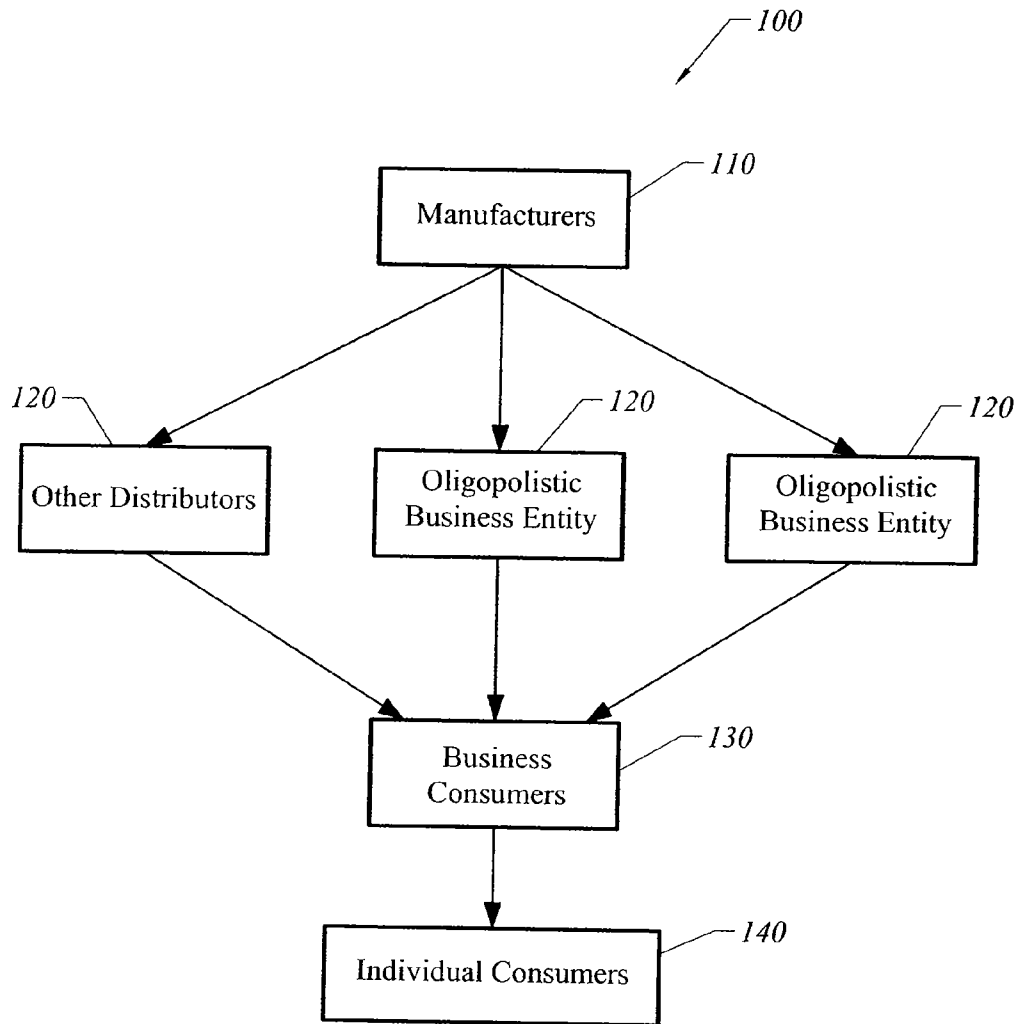 100
110
Manufacturers
120
120
120
Other Distributors
Oligopolistic
Business Entity
Oligopolistic
Business Entity
130
Business
Consumers
140
Individual Consumers